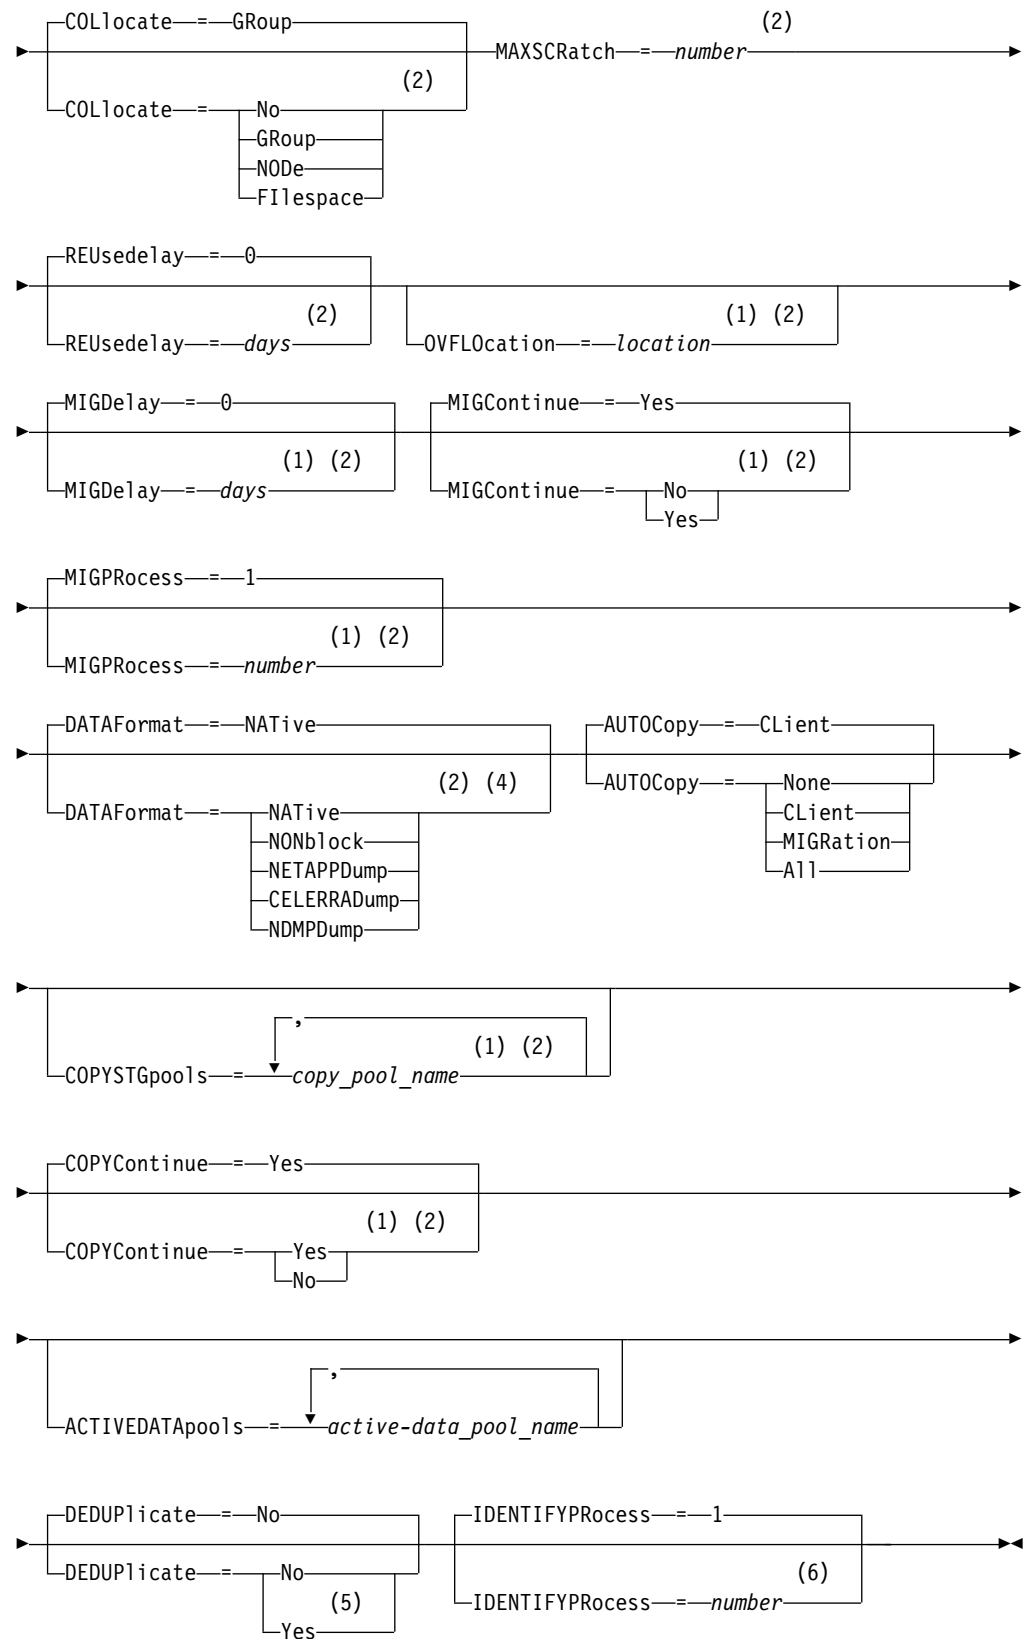 COLlocate = GRoup
(2)
MAXSCRatch = number
(2)
COLlocate = No
GRoup
NODe
FIlespace
REUsedelay = 0
(2)
(1) (2)
REUsedelay = days
OVFLOcation = location
MIGDelay = 0
MIGContinue = Yes
(1) (2)
(1) (2)
MIGDelay = days
MIGContinue = No
Yes
MIGPRocess = 1
(1) (2)
MIGPRocess = number
DATAFormat = NATive
AUTOCopy = CLient
(2) (4)
AUTOCopy = None
DATAFormat = NATive
CLient
NONblock
MIGRation
NETAPPDump
All
CELERRADump
NDMPDump
,
(1) (2)
COPYSTGpools = copy_pool_name
COPYContinue = Yes
(1) (2)
COPYContinue = Yes
No
,
ACTIVEDATApools = active-data_pool_name
DEDUPlicate = No
IDENTIFYPRocess = 1
DEDUPlicate = No
(6)
(5)
IDENTIFYPRocess = number
Yes